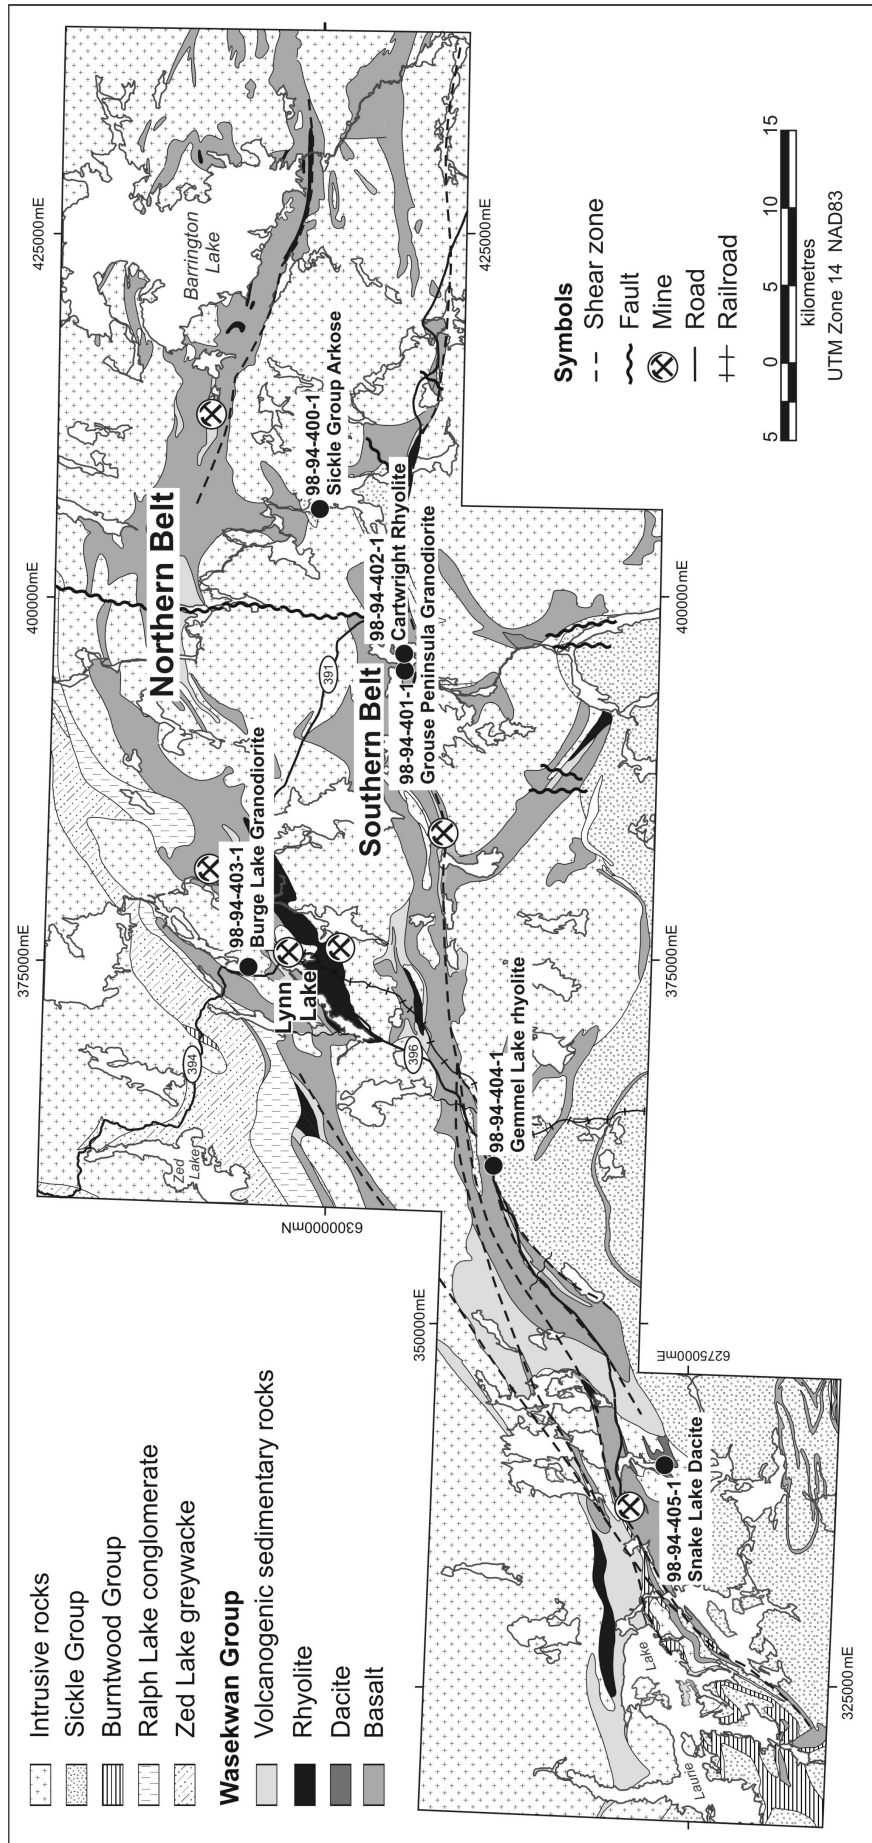 Intrusive rocks
Sickle Group
Burntwood Group
Ralph Lake conglomerate
Zed Lake greywacke
Wasekwan Group
Volcanogenic sedimentary rocks
Rhyolite
Dacite
Basalt
325000mE
350000mE
375000mE
400000mE
425000mE
325000mE
375000mE
400000mE
425000mE
6300000mN
6275000mE
Northern Belt
Southern Belt
Barrington
Lake
Zed
Lake
Lynn
Lake
Laurie
Lake
394
391
396
98-94-400-1
Sickle Group Arkose
98-94-402-1
Cartwright Rhyolite
98-94-401-1
Grouse Peninsula Granodiorite
98-94-403-1
Burge Lake Granodiorite
98-94-404-1
Gemmel Lake rhyolite
98-94-405-1
Snake Lake Dacite
Symbols
Shear zone
Fault
Mine
Road
Railroad
5 0 5 10 15
kilometres
UTM Zone 14 NAD83